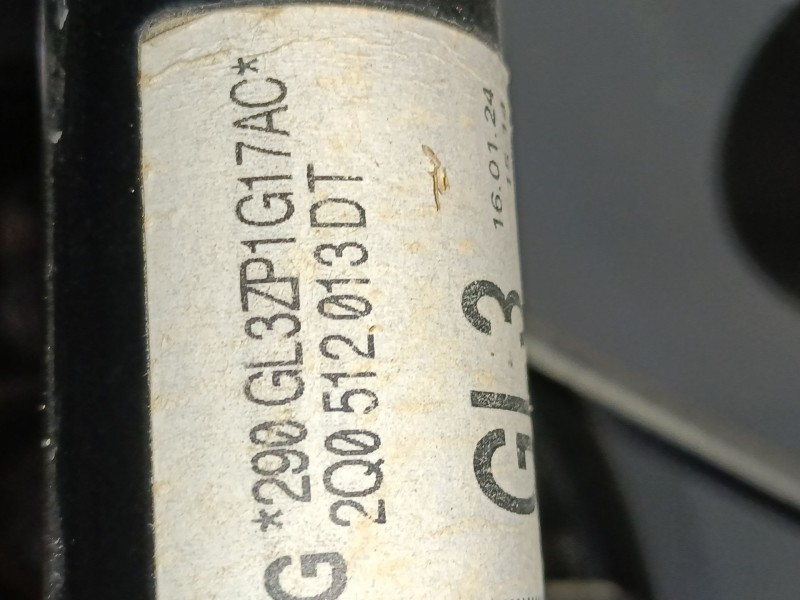 *290 GL3ZP1G17AC*
G 2Q0 512 013 DT
16.01.24
GL3